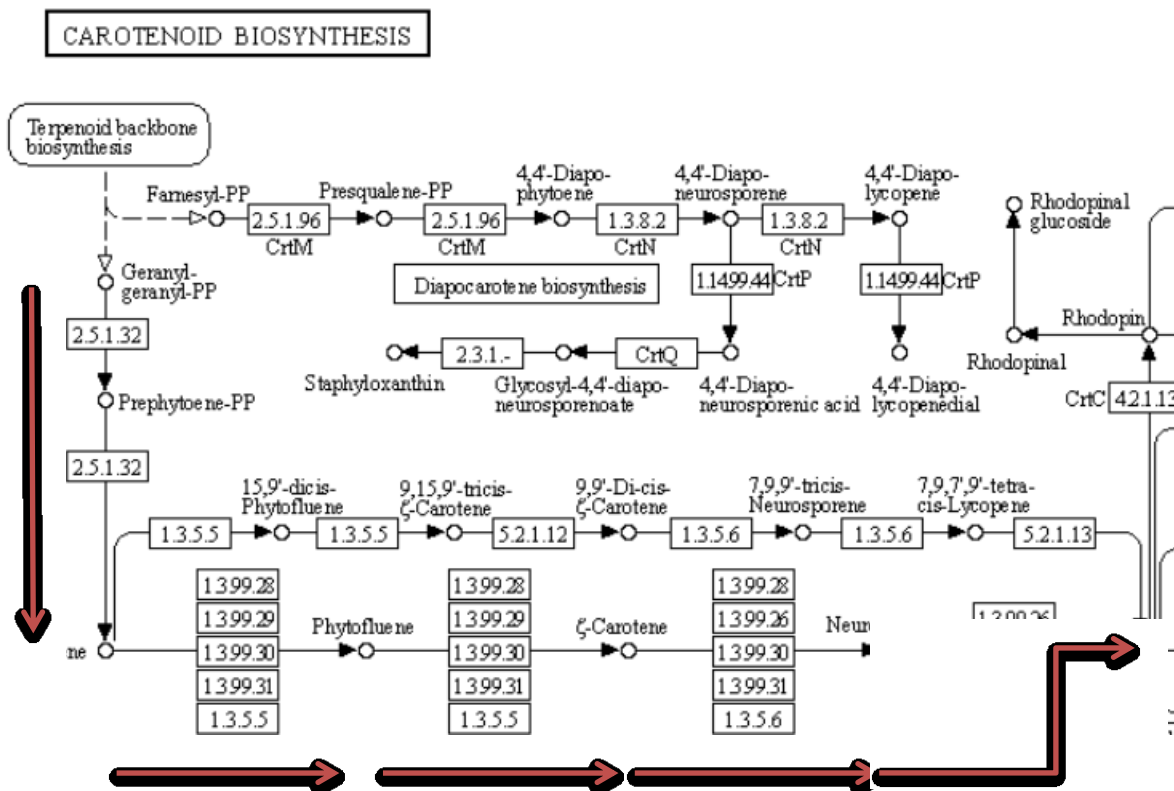 CAROTENOID BIOSYNTHESIS
Terpenoid backbone
biosynthesis
Farnesyl-PP
2.5.1.96
CrtM
Presqualene-PP
2.5.1.96
CrtM
4,4'-Diapo-
phytoene
1.3.8.2
CrtN
4,4'-Diapo-
neurosporene
1.3.8.2
CrtN
4,4'-Diapo-
lycopene
Rhodopinal
glucoside
Geranyl-
geranyl-PP
Diapocarotene biosynthesis
1.14.99.44
CrtP
1.14.99.44
CrtP
2.5.1.32
Rhodopin
Rhodopinal
Staphyloxanthin
2.3.1.-
Glycosyl-4,4'-diapo-
neurosporenoate
CrtQ
4,4'-Diapo-
neurosporenic acid
4,4'-Diapo-
lycopenedial
Prephytoene-PP
CrtC
4.2.1.13
2.5.1.32
15,9'-dicis-
Phytofluene
9,15,9'-tricis-
ζ-Carotene
9,9'-Di-cis-
ζ-Carotene
7,9,9'-tricis-
Neurosporene
7,9,7',9'-tetra-
cis-Lycopene
1.3.5.5
1.3.5.5
5.2.1.12
1.3.5.6
1.3.5.6
5.2.1.13
1.3.99.28
1.3.99.29
1.3.99.30
1.3.99.31
1.3.5.5
Phytofluene
1.3.99.28
1.3.99.29
1.3.99.30
1.3.99.31
1.3.5.5
ζ-Carotene
1.3.99.28
1.3.99.26
1.3.99.30
1.3.99.31
1.3.5.6
Neur
1.3.99.26
ne